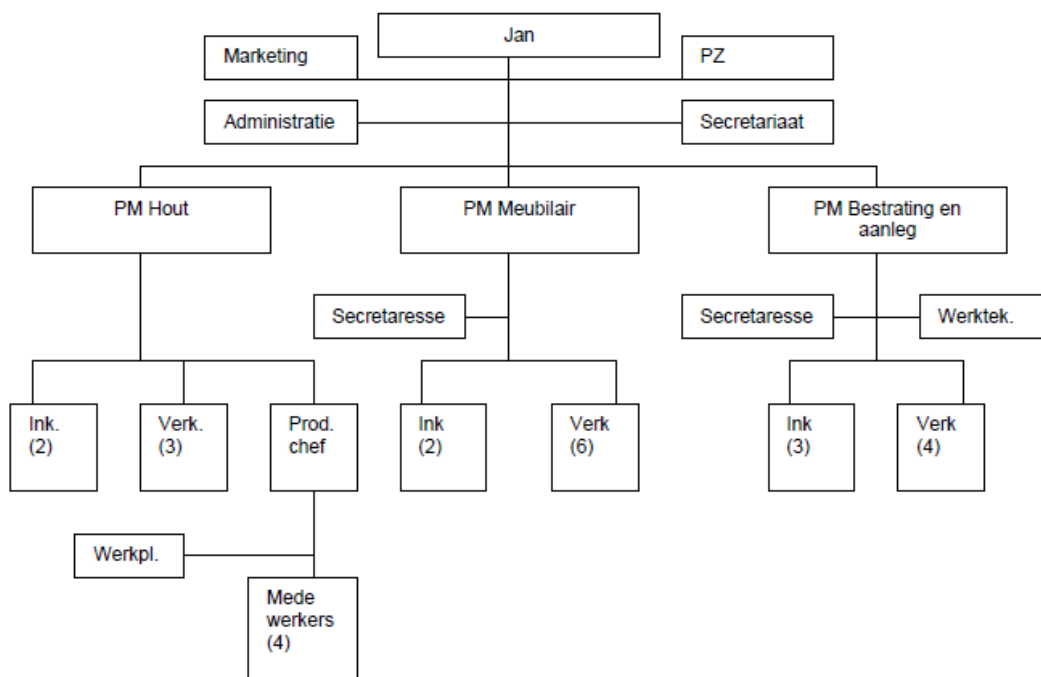 Jan
Marketing
PZ
Administratie
Secretariaat
PM Hout
PM Meubilair
PM Bestrating en
aanleg
Secretaresse
Secretaresse
Werktek.
Ink.
(2)
Verk.
(3)
Prod.
chef
Ink
(2)
Verk
(6)
Ink
(3)
Verk
(4)
Werkpl.
Mede
werkers
(4)